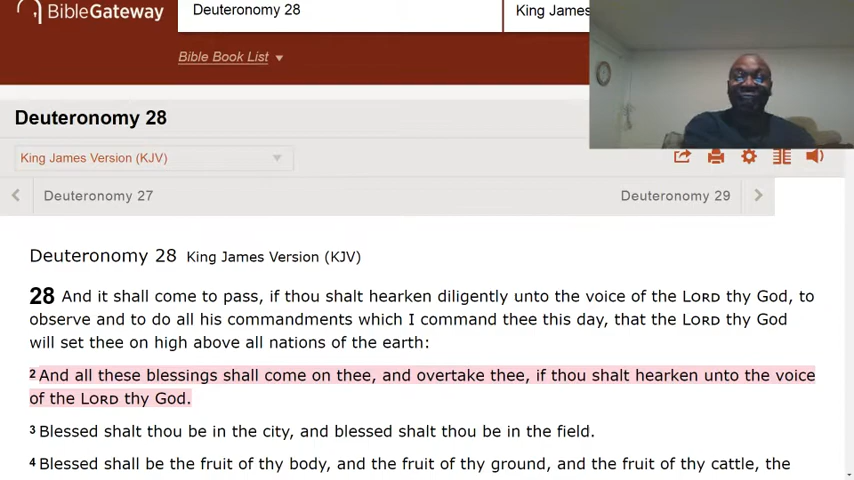 BibleGateway
Deuteronomy 28
King James
Bible Book List
Deuteronomy 28
King James Version (KJV)
Deuteronomy 27
Deuteronomy 29
Deuteronomy 28 King James Version (KJV)
28 And it shall come to pass, if thou shalt hearken diligently unto the voice of the LORD thy God, to
observe and to do all his commandments which I command thee this day, that the LORD thy God
will set thee on high above all nations of the earth:
2 And all these blessings shall come on thee, and overtake thee, if thou shalt hearken unto the voice
of the LORD thy God.
3 Blessed shalt thou be in the city, and blessed shalt thou be in the field.
4 Blessed shall be the fruit of thy body, and the fruit of thy ground, and the fruit of thy cattle, the